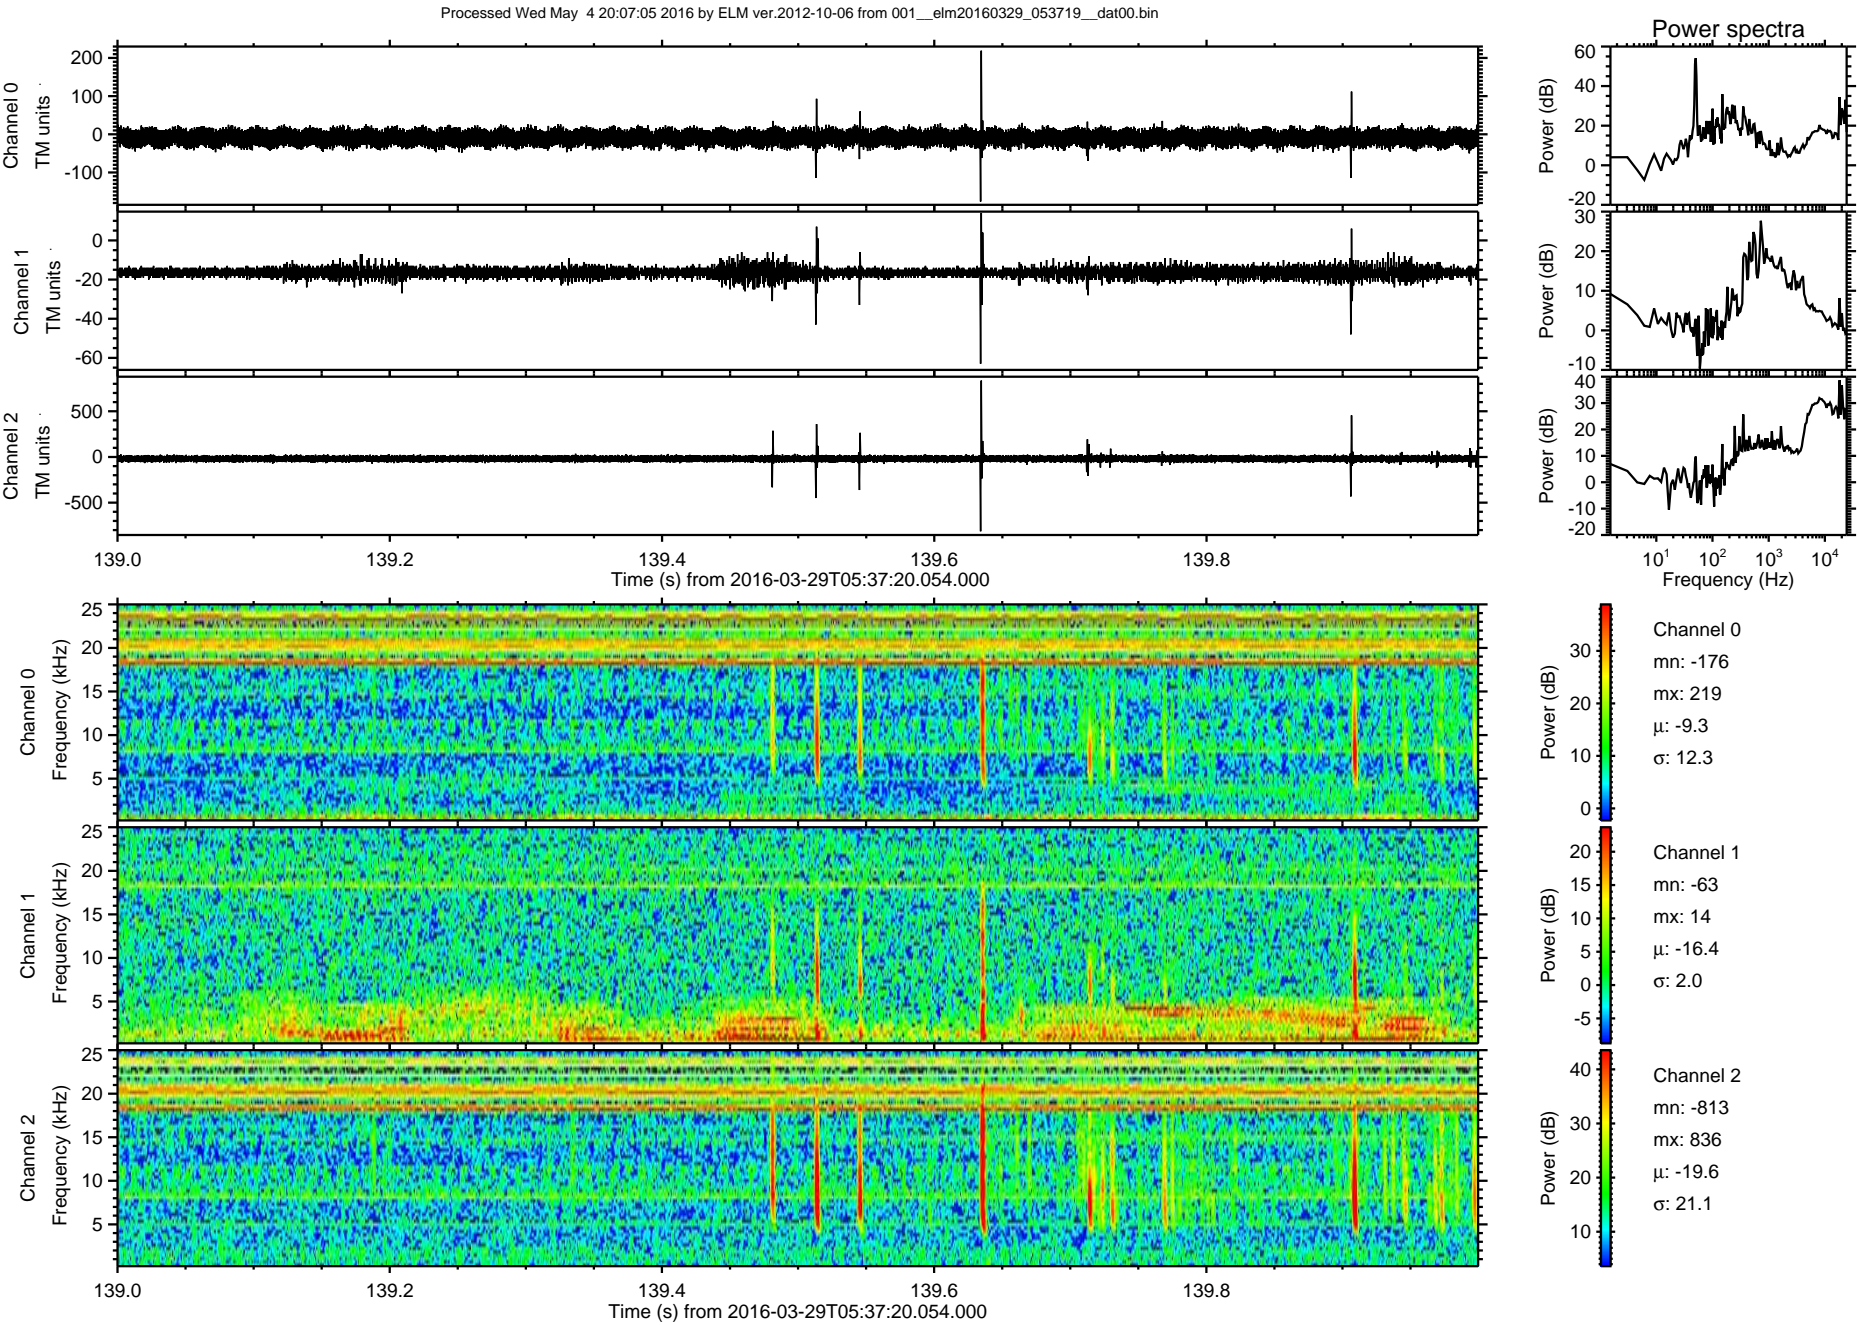 Processed Wed May  4 20:07:05 2016 by ELM ver.2012-10-06 from 001__elm20160329_053719__dat00.bin
Power spectra
Channel 0
TM units
200
100
0
-100
Power (dB)
60
40
20
0
-20
Channel 1
TM units
0
-20
-40
-60
Power (dB)
30
20
10
0
-10
Channel 2
TM units
500
0
-500
Power (dB)
40
30
20
10
0
-10
-20
139.0 139.2 139.4 139.6 139.8
Time (s) from 2016-03-29T05:37:20.054.000
10^1 10^2 10^3 10^4
Frequency (Hz)
Channel 0
Frequency (kHz)
25
20
15
10
5
Power (dB)
30
20
10
0
Channel 0
mn: -176
mx: 219
μ: -9.3
σ: 12.3
Channel 1
Frequency (kHz)
25
20
15
10
5
Power (dB)
20
15
10
5
0
-5
Channel 1
mn: -63
mx: 14
μ: -16.4
σ: 2.0
Channel 2
Frequency (kHz)
25
20
15
10
5
Power (dB)
40
30
20
10
Channel 2
mn: -813
mx: 836
μ: -19.6
σ: 21.1
139.0 139.2 139.4 139.6 139.8
Time (s) from 2016-03-29T05:37:20.054.000